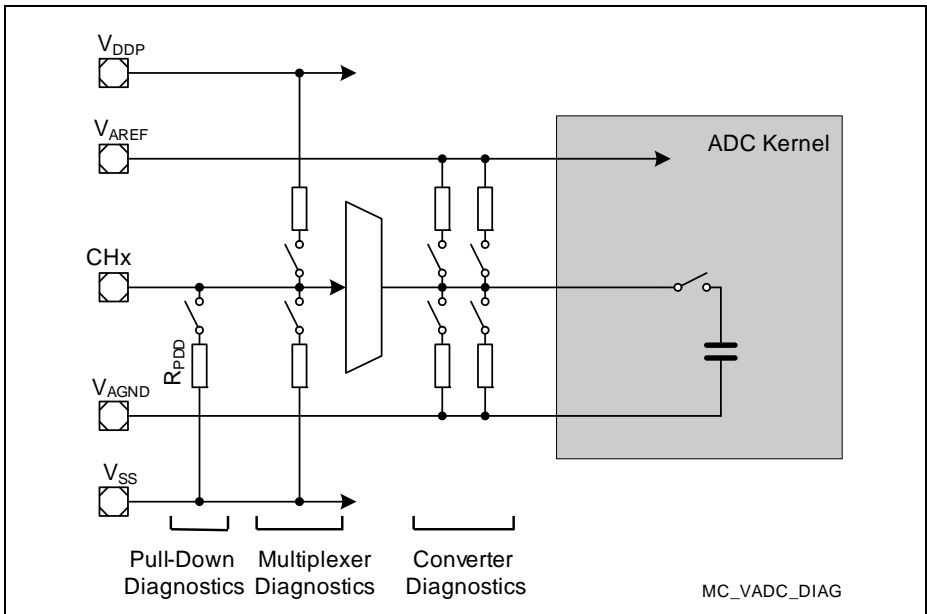 VDDP
VAREF
ADC Kernel
CHx
RPDD
VAGND
VSS
Pull-Down
Diagnostics
Multiplexer
Diagnostics
Converter
Diagnostics
MC_VADC_DIAG